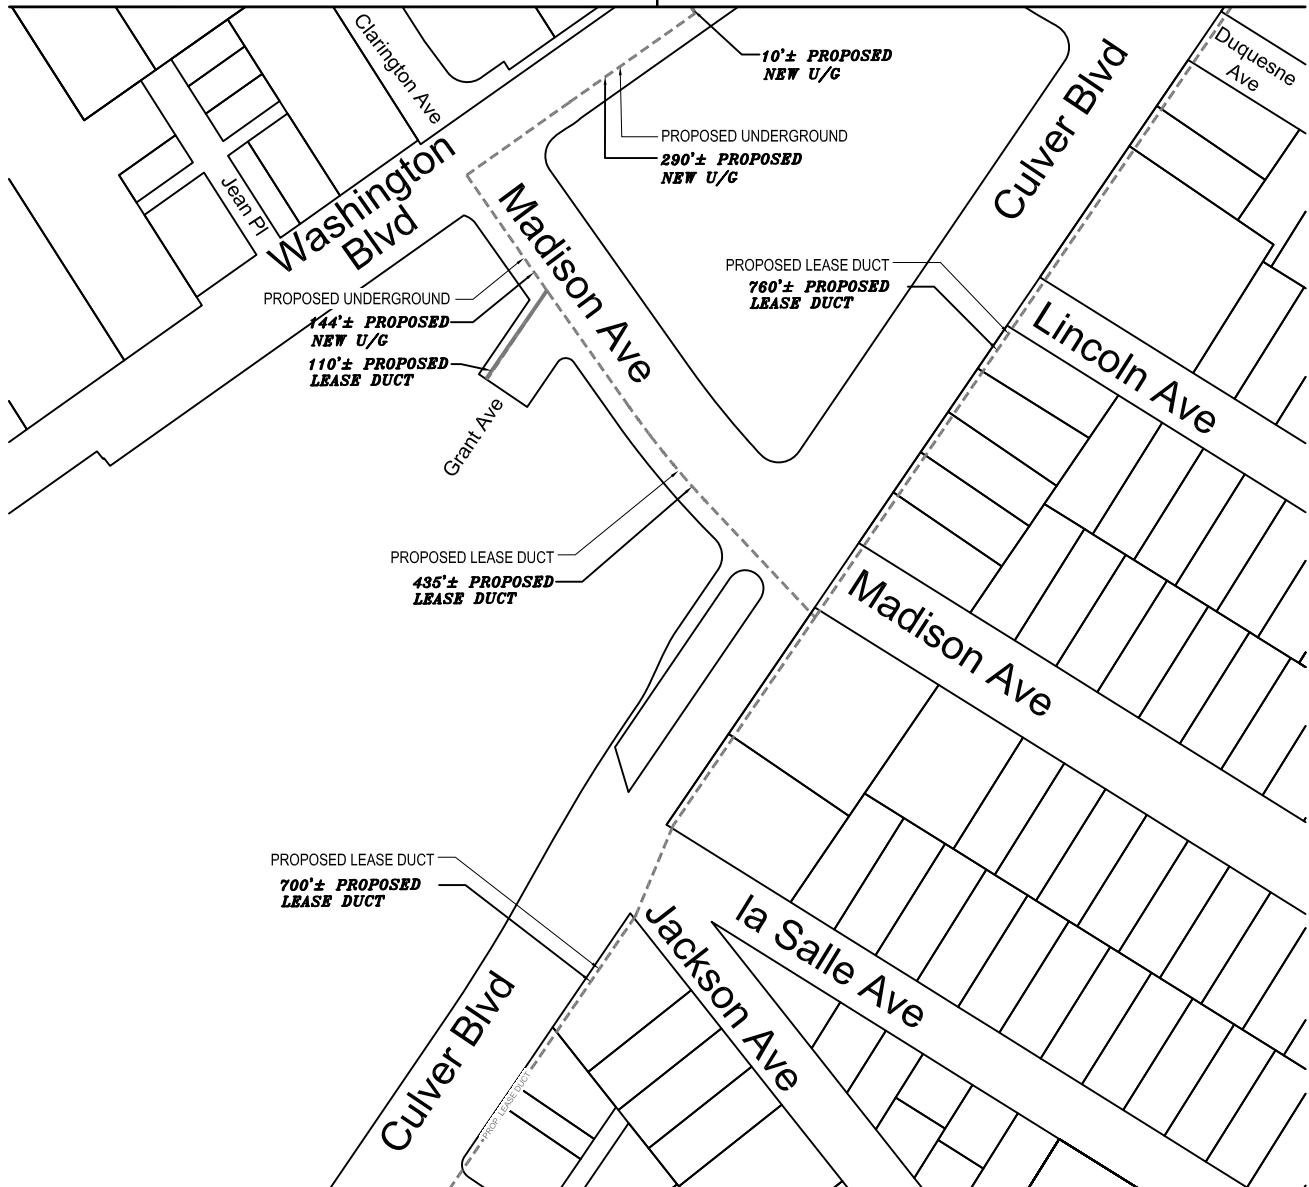 Clarington Ave
10'± PROPOSED
NEW U/G
Culver Blvd
Duquesne
Ave
PROPOSED UNDERGROUND
290'± PROPOSED
NEW U/G
Jean Pl
Washington
Blvd
Madison Ave
PROPOSED LEASE DUCT
760'± PROPOSED
LEASE DUCT
PROPOSED UNDERGROUND
144'± PROPOSED
NEW U/G
110'± PROPOSED
LEASE DUCT
Lincoln Ave
Grant Ave
PROPOSED LEASE DUCT
435'± PROPOSED
LEASE DUCT
Madison Ave
PROPOSED LEASE DUCT
700'± PROPOSED
LEASE DUCT
la Salle Ave
Jackson Ave
Culver Blvd
PROP. LEASE DUCT